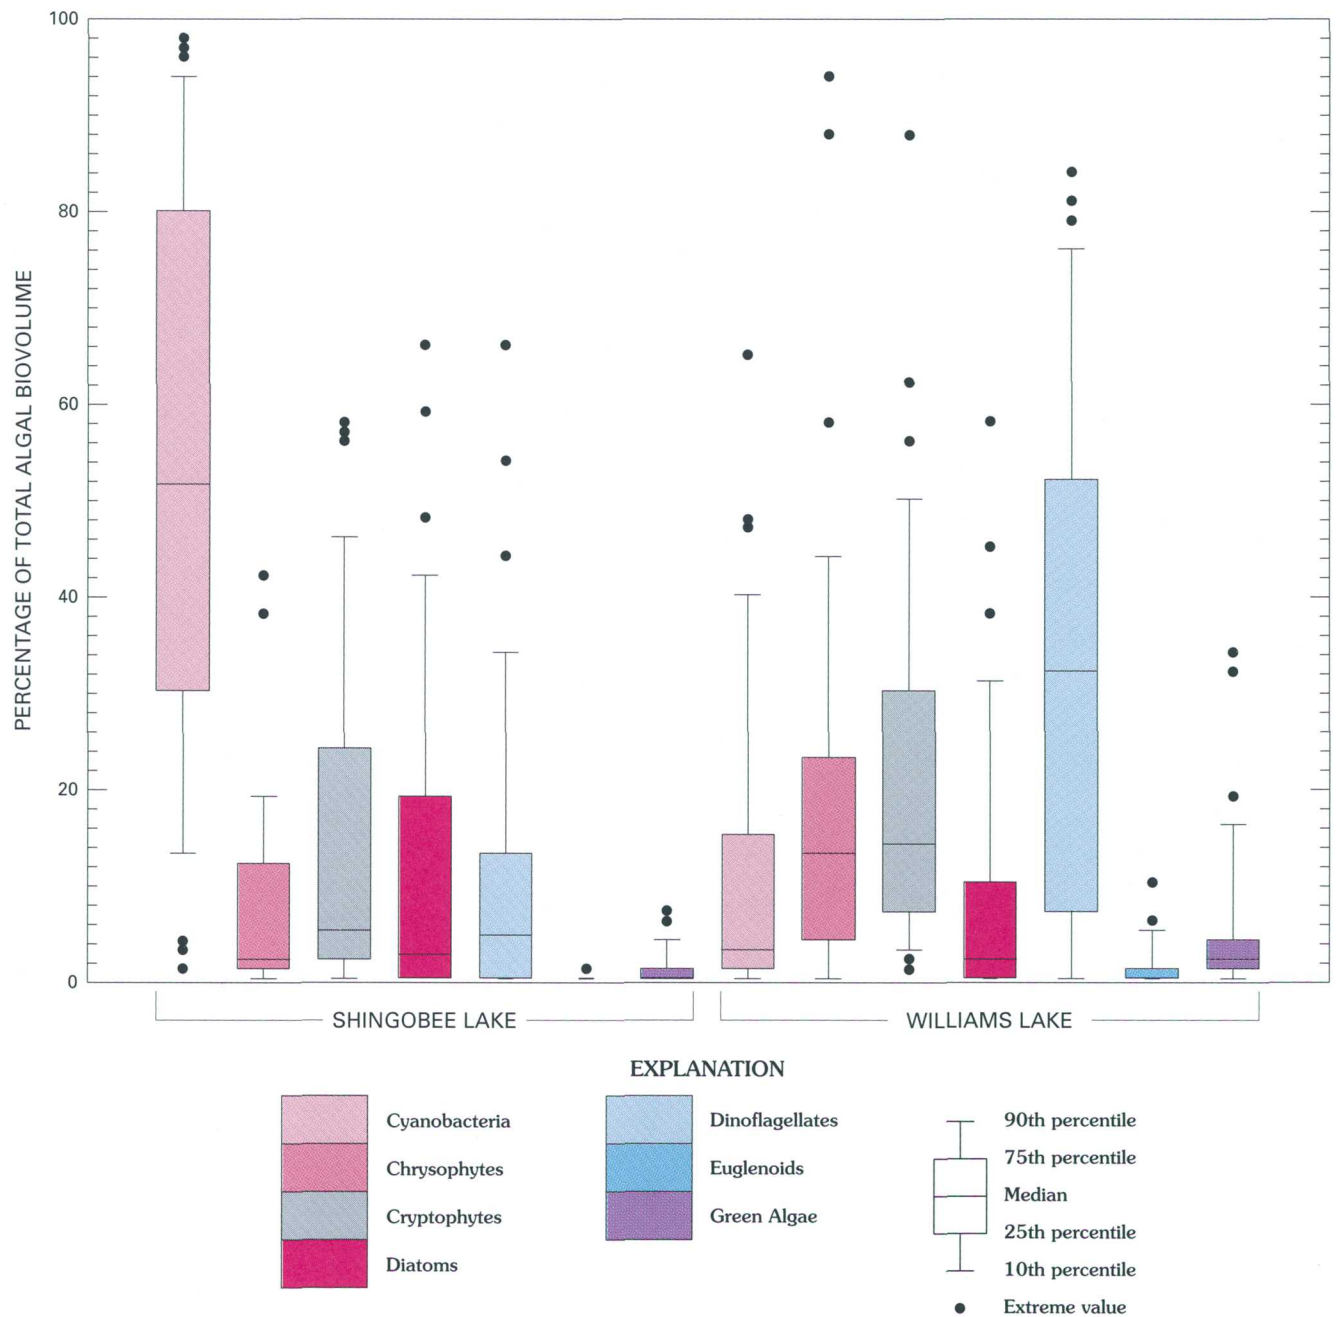 100
80
60
40
20
0
PERCENTAGE OF TOTAL ALGAL BIOVOLUME
SHINGOBEE LAKE
WILLIAMS LAKE
EXPLANATION
Cyanobacteria
Chrysophytes
Cryptophytes
Diatoms
Dinoflagellates
Euglenoids
Green Algae
90th percentile
75th percentile
Median
25th percentile
10th percentile
Extreme value